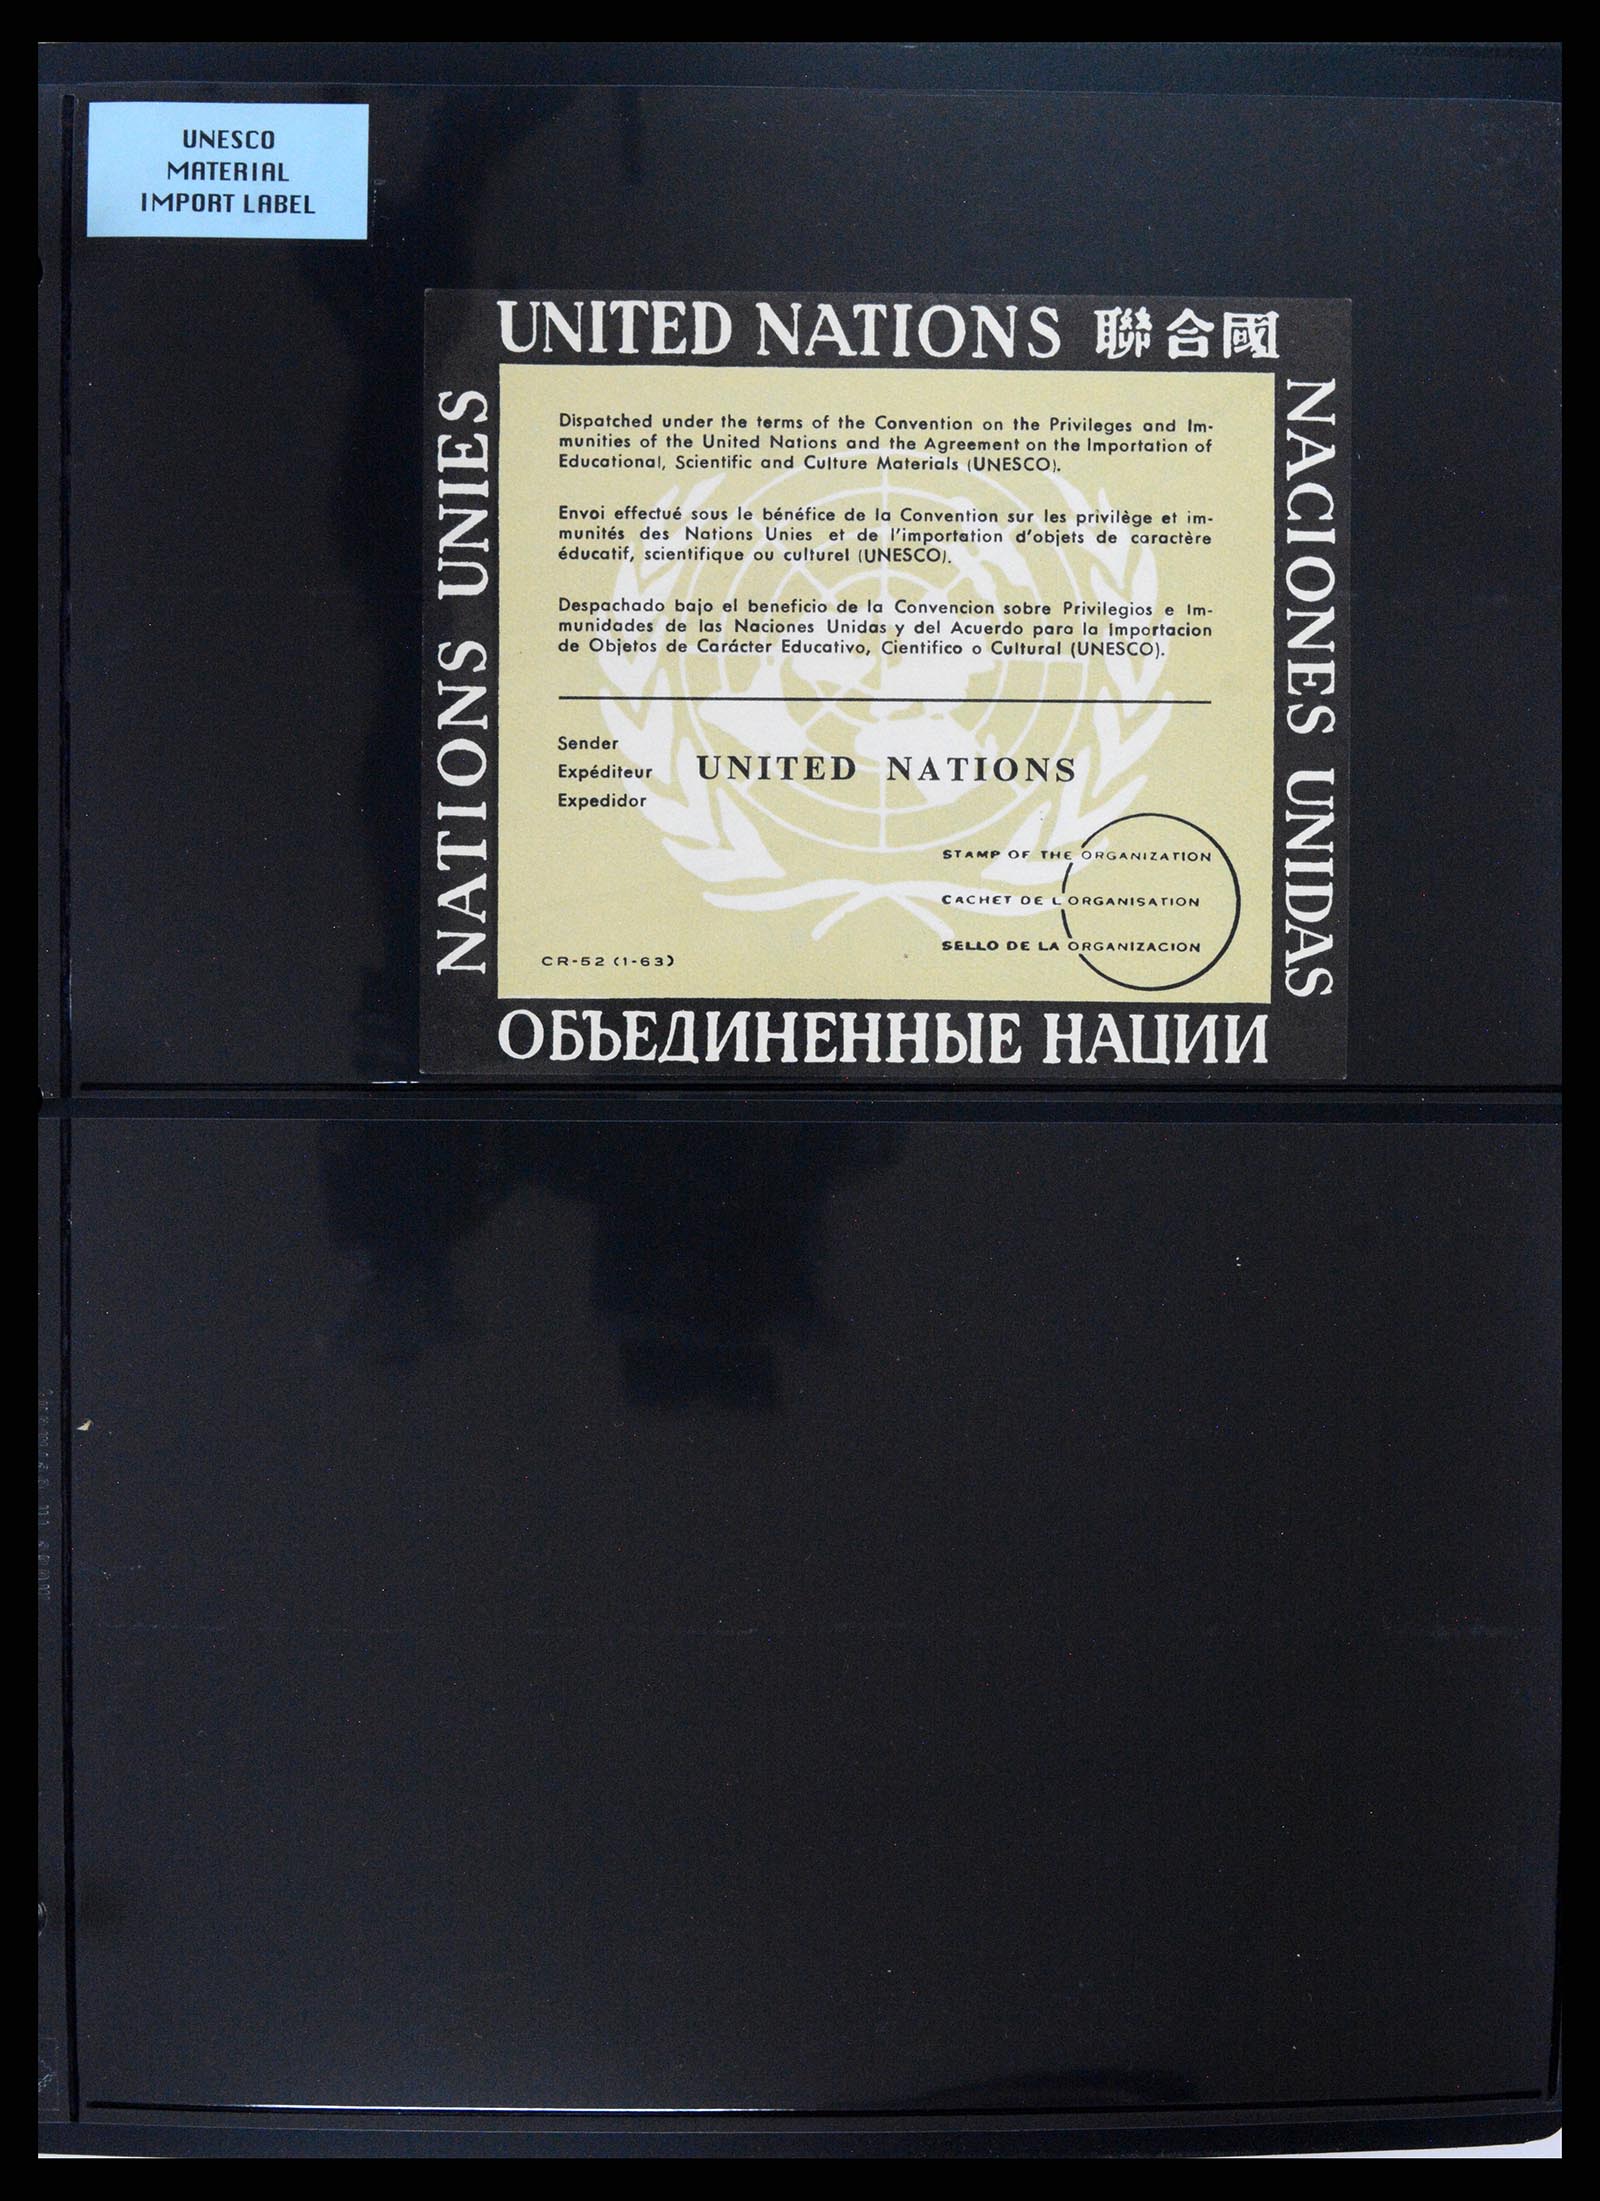 UNESCO
MATERIAL
IMPORT LABEL
UNITED NATIONS 聯合國
NATIONS UNIES
NACIONES UNIDAS
Dispatched under the terms of the Convention on the Privileges and Im-
munities of the United Nations and the Agreement on the Importation of
Educational, Scientific and Culture Materials (UNESCO).
Envoi effectué sous le bénéfice de la Convention sur les privilège et im-
munités des Nations Unies et de l'importation d'objets de caractère
éducatif, scientifique ou culturel (UNESCO).
Despachado bajo el beneficio de la Convencion sobre Privilegios e Im-
munidades de las Naciones Unidas y del Acuerdo para la Importacion
de Objetos de Carácter Educativo, Cientifico o Cultural (UNESCO).
Sender
Expéditeur UNITED NATIONS
Expedidor
STAMP OF THE ORGANIZATION
CACHET DE L ORGANISATION
SELLO DE LA ORGANIZACION
CR-52 (1-63)
ОБЪЕДИНЕННЫЕ НАЦИИ